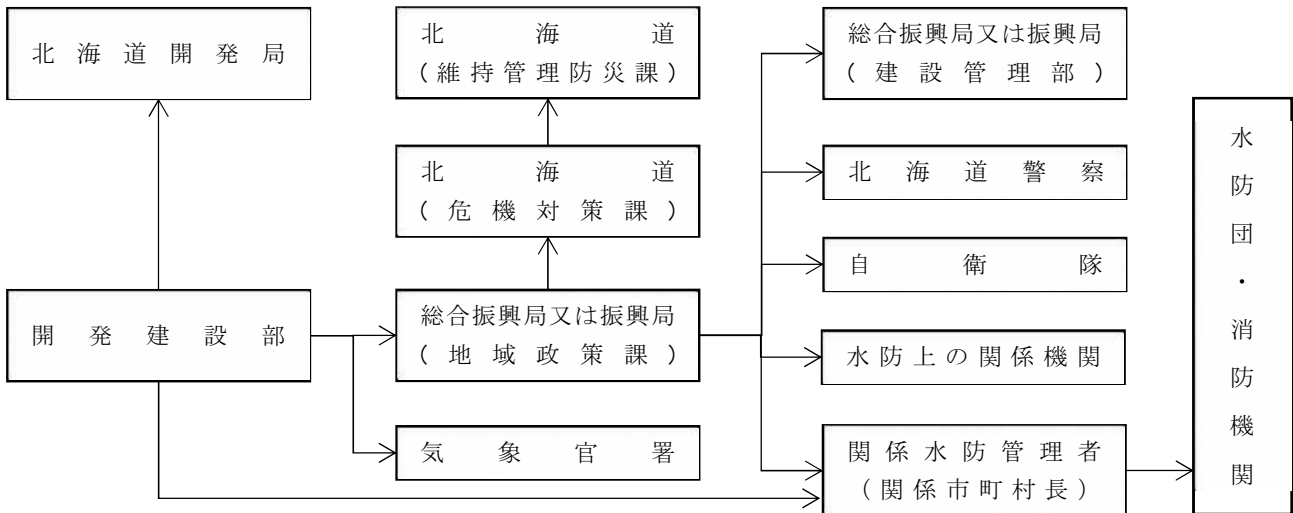 北海道開発局
北海道
(維持管理防災課)
総合振興局又は振興局
(建設管理部)
北海道
(危機対策課)
北海道警察
自衛隊
開発建設部
総合振興局又は振興局
(地域政策課)
水防上の関係機関
気象官署
関係水防管理者
(関係市町村長)
水防団・消防機関